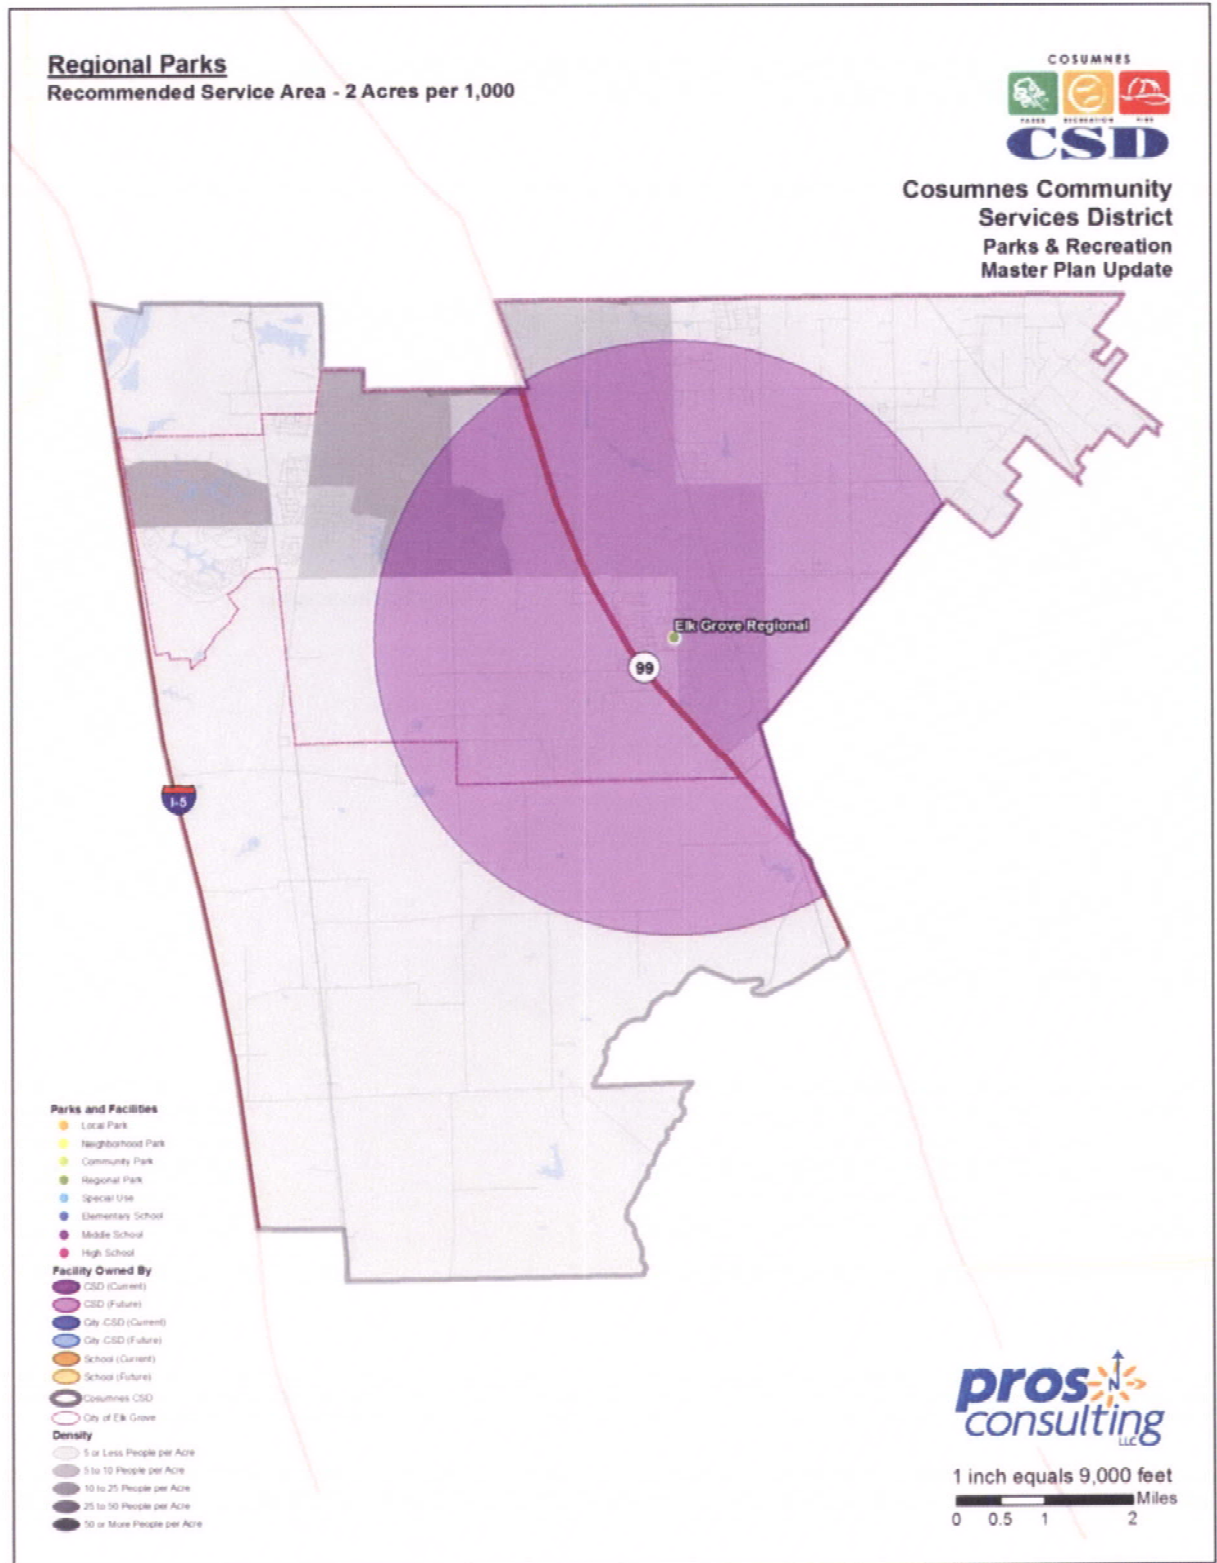 Regional Parks
Recommended Service Area - 2 Acres per 1,000
COSUMNES
PARKS RECREATION FIRE
CSD
Cosumnes Community
Services District
Parks & Recreation
Master Plan Update
Elk Grove Regional
99
I-5
Parks and Facilities
Local Park
Neighborhood Park
Community Park
Regional Park
Special Use
Elementary School
Middle School
High School
Facility Owned By
CSD (Current)
CSD (Future)
City CSD (Current)
City CSD (Future)
School (Current)
School (Future)
Cosumnes CSD
City of Elk Grove
Density
5 or Less People per Acre
5 to 10 People per Acre
10 to 25 People per Acre
25 to 50 People per Acre
50 or More People per Acre
pros
N
consulting
LLC
1 inch equals 9,000 feet
Miles
0 0.5 1 2